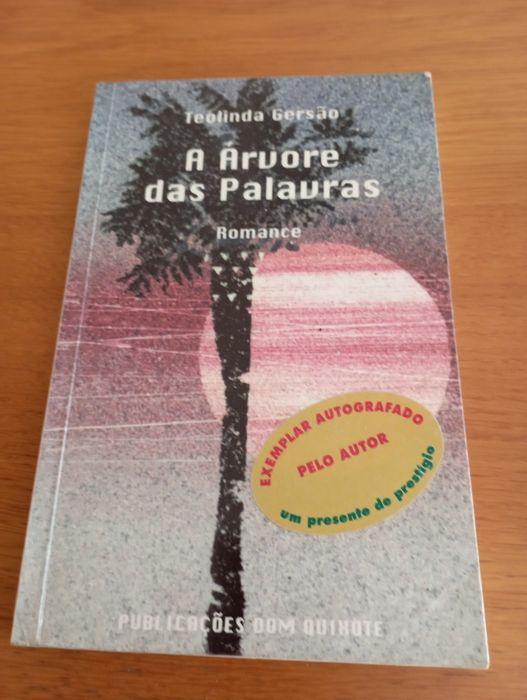 Teolinda Gersão
A Árvore
das Palavras
Romance
EXEMPLAR AUTOGRAFADO
PELO AUTOR
um presente de prestígio
PUBLICAÇÕES DOM QUIXOTE